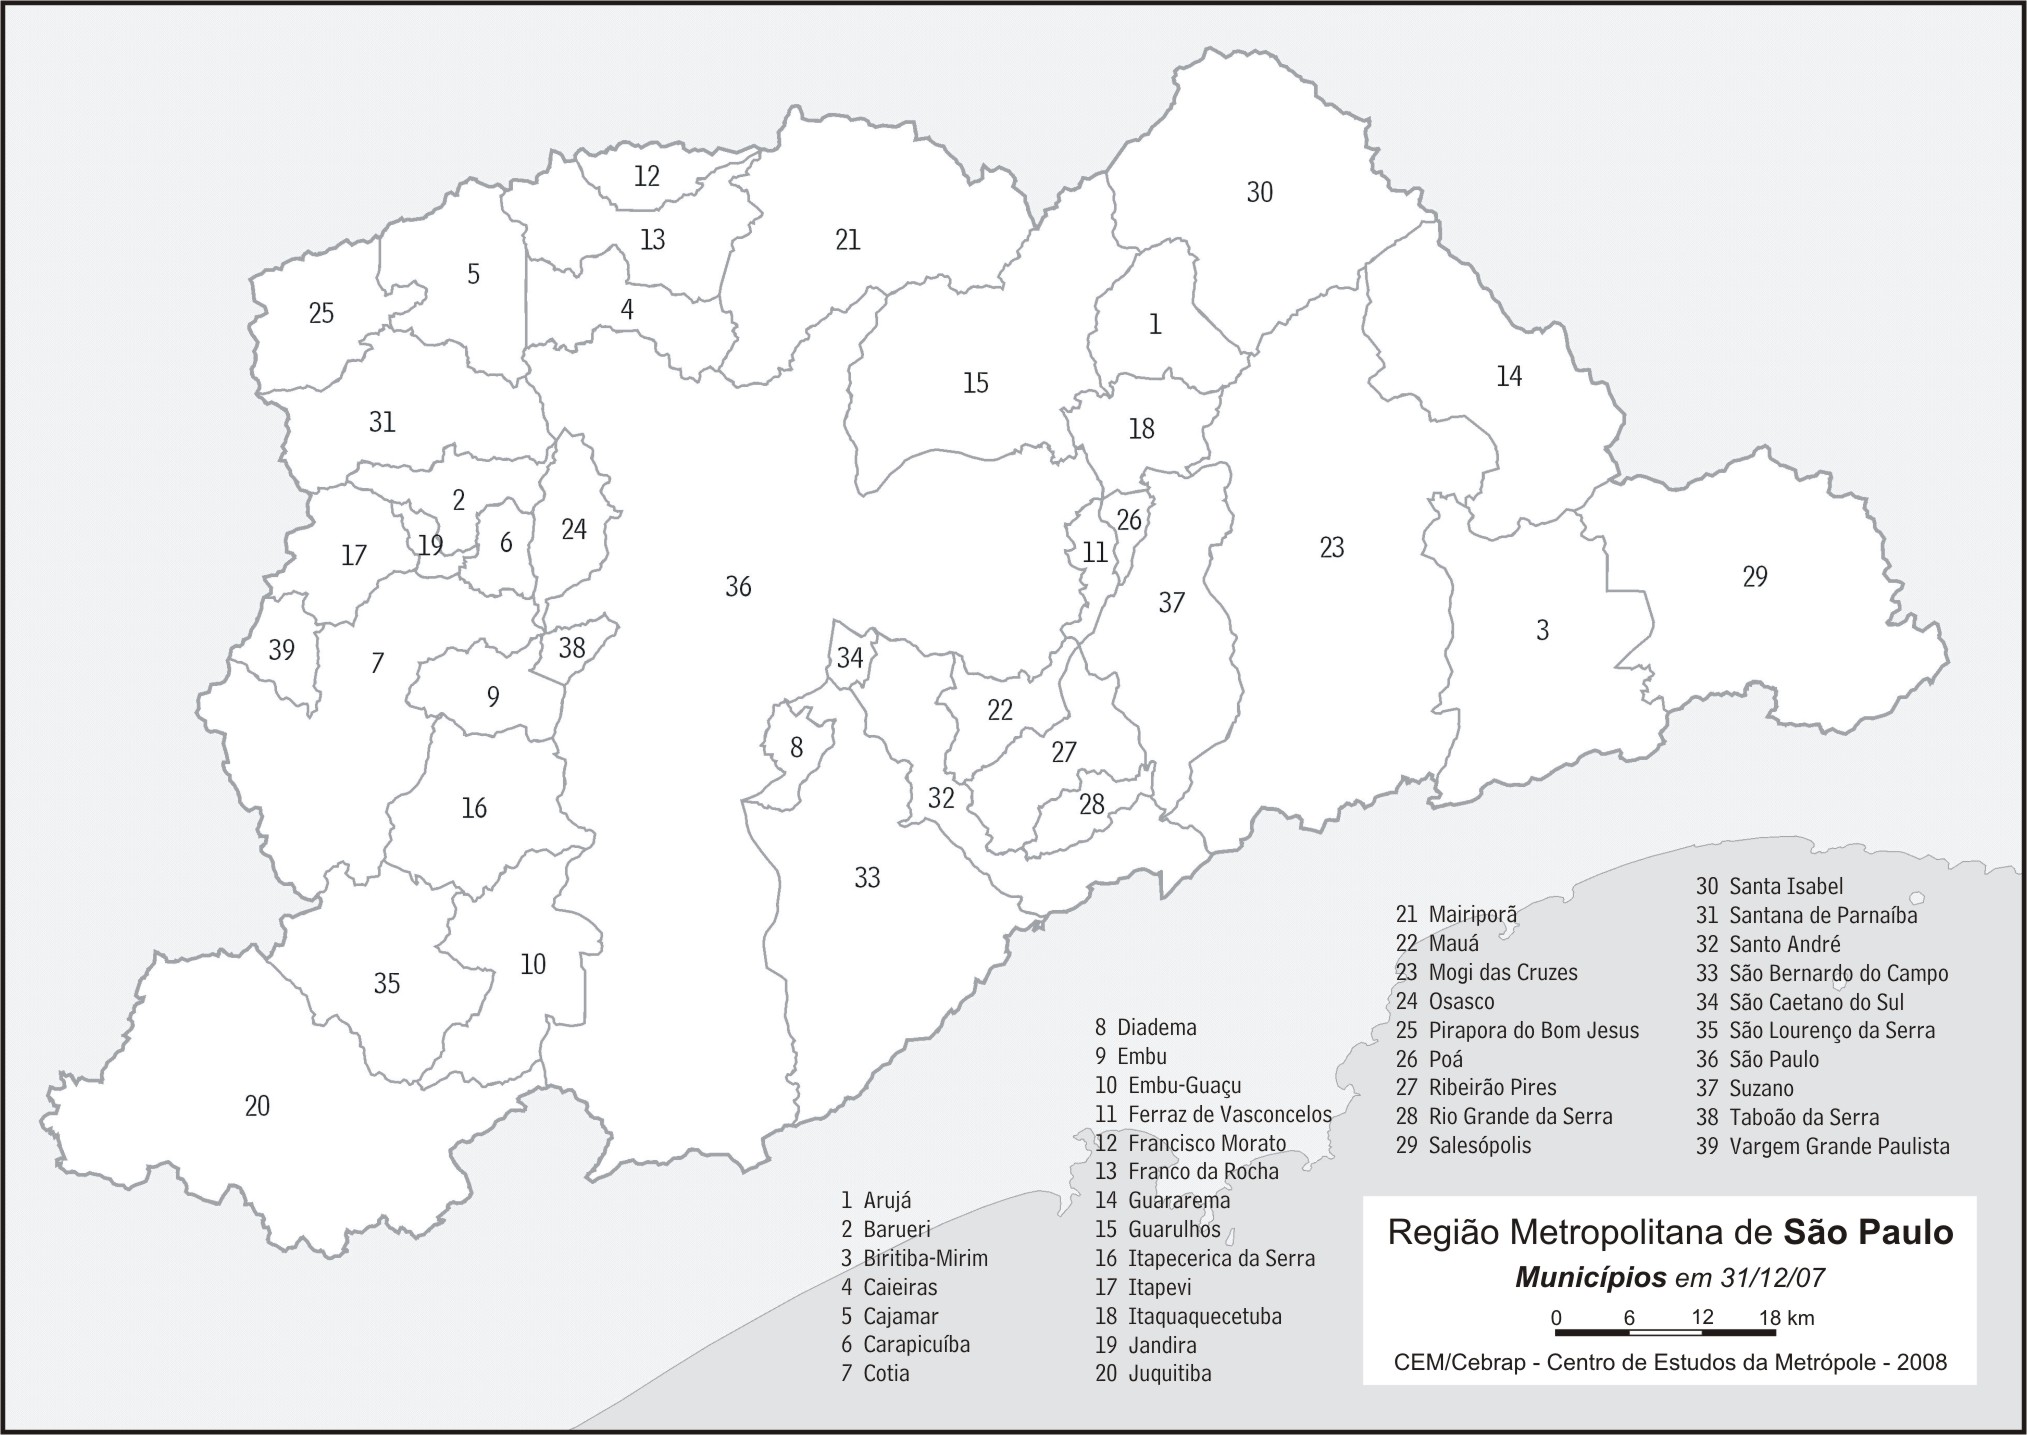 12
30
13
21
5
25
4
1
15
14
31
18
2
26
24
19
6
17
11
23
36
29
37
3
39
38
34
7
9
22
8
27
32
28
16
33
10
35
20
1 Arujá
2 Barueri
3 Biritiba-Mirim
4 Caieiras
5 Cajamar
6 Carapicuíba
7 Cotia
8 Diadema
9 Embu
10 Embu-Guaçu
11 Ferraz de Vasconcelos
12 Francisco Morato
13 Franco da Rocha
14 Guararema
15 Guarulhos
16 Itapecerica da Serra
17 Itapevi
18 Itaquaquecetuba
19 Jandira
20 Juquitiba
21 Mairiporã
22 Mauá
23 Mogi das Cruzes
24 Osasco
25 Pirapora do Bom Jesus
26 Poá
27 Ribeirão Pires
28 Rio Grande da Serra
29 Salesópolis
30 Santa Isabel
31 Santana de Parnaíba
32 Santo André
33 São Bernardo do Campo
34 São Caetano do Sul
35 São Lourenço da Serra
36 São Paulo
37 Suzano
38 Taboão da Serra
39 Vargem Grande Paulista
Região Metropolitana de São Paulo
Municípios em 31/12/07
0 6 12 18 km
CEM/Cebrap - Centro de Estudos da Metrópole - 2008